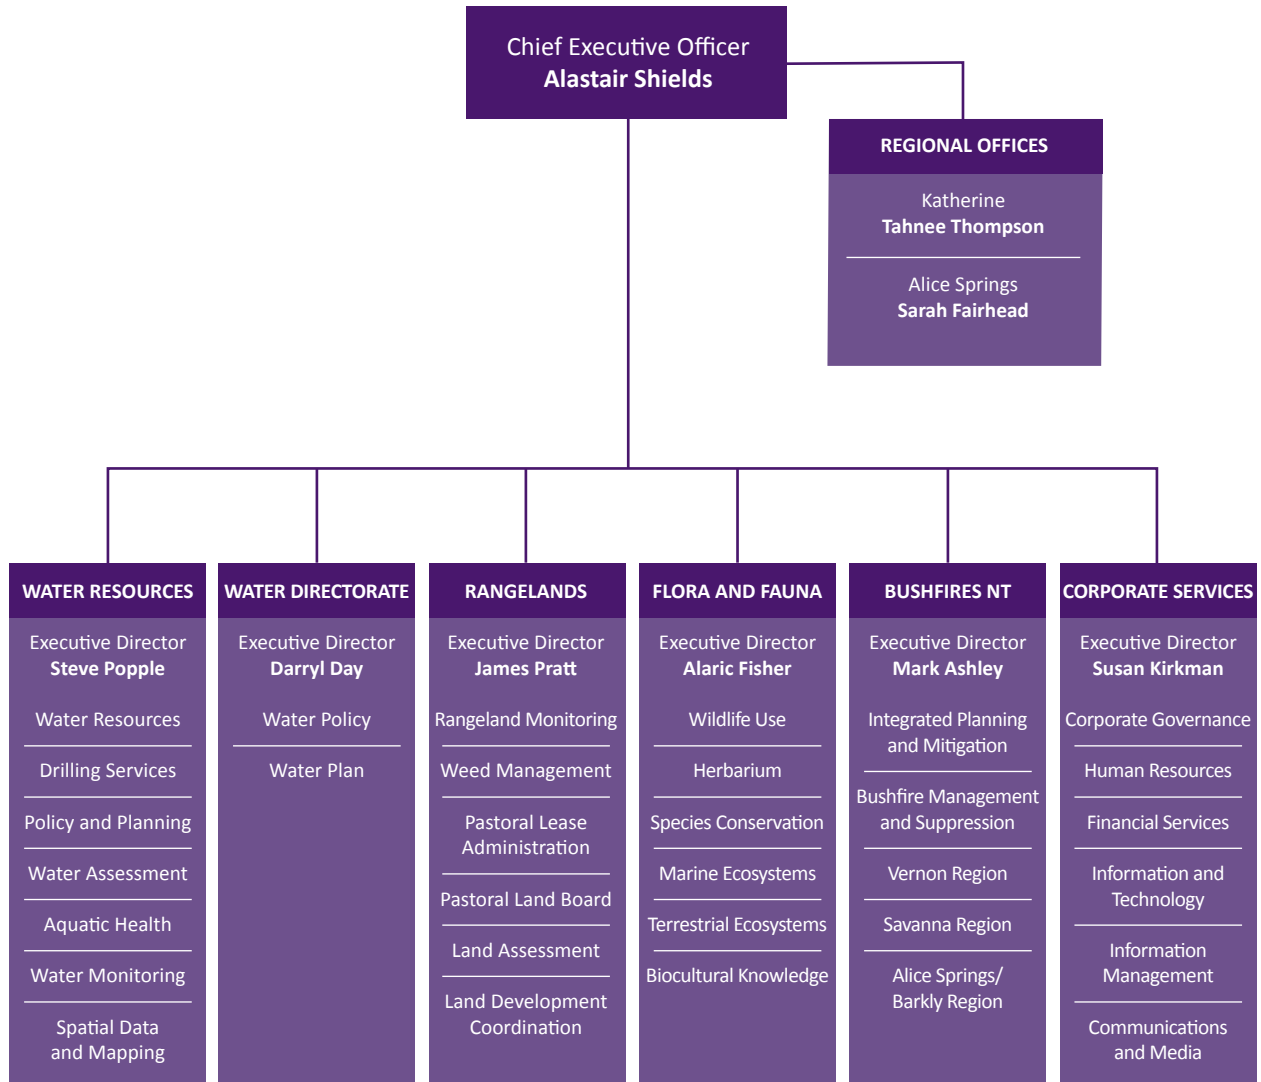 Chief Executive Officer
Alastair Shields
REGIONAL OFFICES
Katherine
Tahnee Thompson
Alice Springs
Sarah Fairhead
WATER RESOURCES
Executive Director
Steve Popple
Water Resources
Drilling Services
Policy and Planning
Water Assessment
Aquatic Health
Water Monitoring
Spatial Data
and Mapping
WATER DIRECTORATE
Executive Director
Darryl Day
Water Policy
Water Plan
RANGELANDS
Executive Director
James Pratt
Rangeland Monitoring
Weed Management
Pastoral Lease
Administration
Pastoral Land Board
Land Assessment
Land Development
Coordination
FLORA AND FAUNA
Executive Director
Alaric Fisher
Wildlife Use
Herbarium
Species Conservation
Marine Ecosystems
Terrestrial Ecosystems
Biocultural Knowledge
BUSHFIRES NT
Executive Director
Mark Ashley
Integrated Planning
and Mitigation
Bushfire Management
and Suppression
Vernon Region
Savanna Region
Alice Springs/
Barkly Region
CORPORATE SERVICES
Executive Director
Susan Kirkman
Corporate Governance
Human Resources
Financial Services
Information and
Technology
Information
Management
Communications
and Media